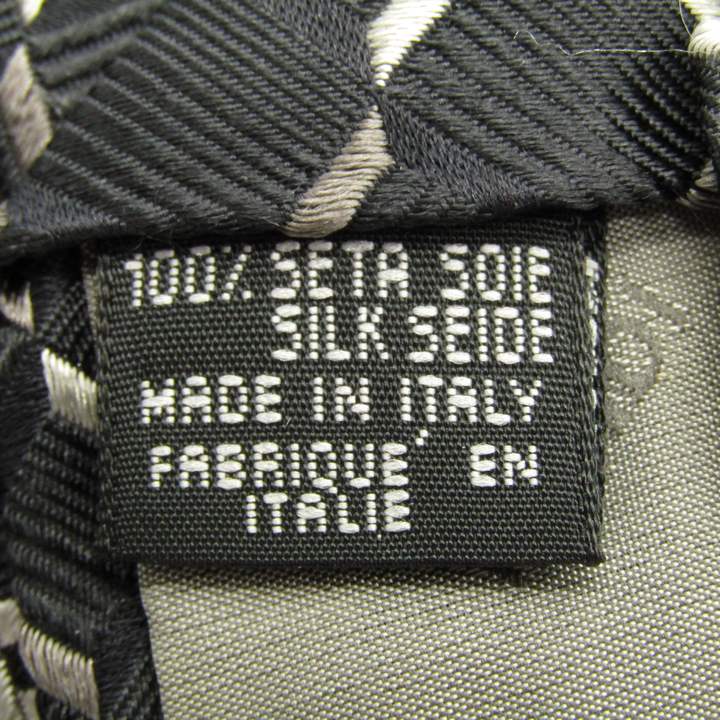 100% SETA SOIE
SILK SEIDE
MADE IN ITALY
FABRIQUÉ EN
ITALIE